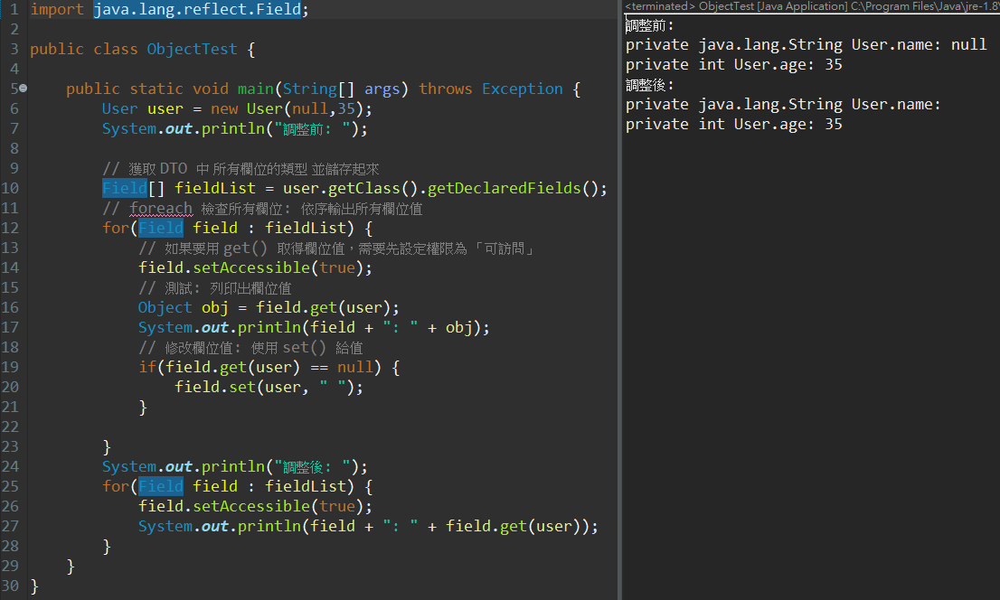 1 import java.lang.reflect.Field;
2
3 public class ObjectTest {
4
5 public static void main(String[] args) throws Exception {
6 User user = new User(null,35);
7 System.out.println("調整前: ");
8
9 // 獲取 DTO 中 所有欄位的類型 並儲存起來
10 Field[] fieldList = user.getClass().getDeclaredFields();
11 // foreach 檢查所有欄位: 依序輸出所有欄位值
12 for(Field field : fieldList) {
13 // 如果要用 get() 取得欄位值，需要先設定權限為「可訪問」
14 field.setAccessible(true);
15 // 測試: 列印出欄位值
16 Object obj = field.get(user);
17 System.out.println(field + ": " + obj);
18 // 修改欄位值: 使用 set() 給值
19 if(field.get(user) == null) {
20 field.set(user, " ");
21 }
22
23 }
24 System.out.println("調整後: ");
25 for(Field field : fieldList) {
26 field.setAccessible(true);
27 System.out.println(field + ": " + field.get(user));
28 }
29 }
30 }
<terminated> ObjectTest [Java Application] C:\Program Files\Java\jre-1.8\
調整前:
private java.lang.String User.name: null
private int User.age: 35
調整後:
private java.lang.String User.name:
private int User.age: 35